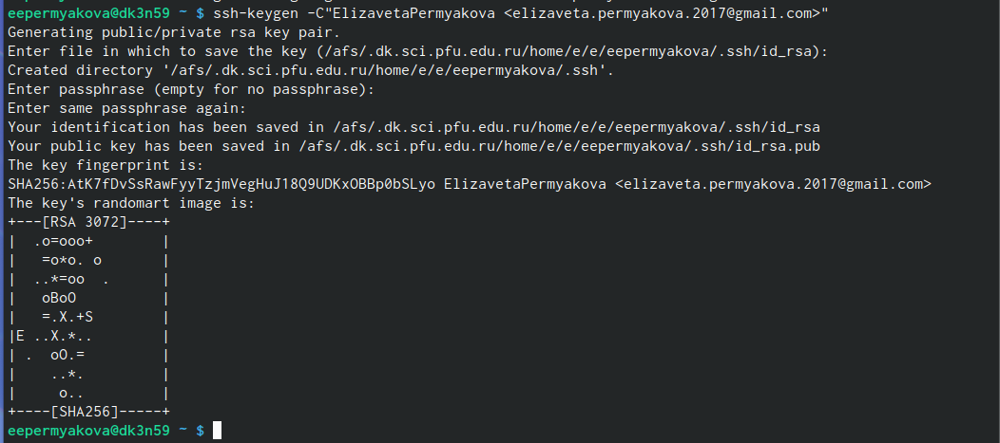 eepermyakova@dk3n59 ~ $ ssh-keygen -C"ElizavetaPermyakova <elizaveta.permyakova.2017@gmail.com>"
Generating public/private rsa key pair.
Enter file in which to save the key (/afs/.dk.sci.pfu.edu.ru/home/e/e/eepermyakova/.ssh/id_rsa):
Created directory '/afs/.dk.sci.pfu.edu.ru/home/e/e/eepermyakova/.ssh'.
Enter passphrase (empty for no passphrase):
Enter same passphrase again:
Your identification has been saved in /afs/.dk.sci.pfu.edu.ru/home/e/e/eepermyakova/.ssh/id_rsa
Your public key has been saved in /afs/.dk.sci.pfu.edu.ru/home/e/e/eepermyakova/.ssh/id_rsa.pub
The key fingerprint is:
SHA256:AtK7fDvSsRawFyyTzjmVegHuJ18Q9UDKxOBBp0bSLyo ElizavetaPermyakova <elizaveta.permyakova.2017@gmail.com>
The key's randomart image is:
+---[RSA 3072]----+
|  .o=ooo+        |
|   =o*o. o       |
|  ..*=oo  .      |
|   oBoO          |
|   =.X.+S        |
|E ..X.*..        |
| .  oO.=         |
|    ..*.         |
|     o..         |
+----[SHA256]-----+
eepermyakova@dk3n59 ~ $